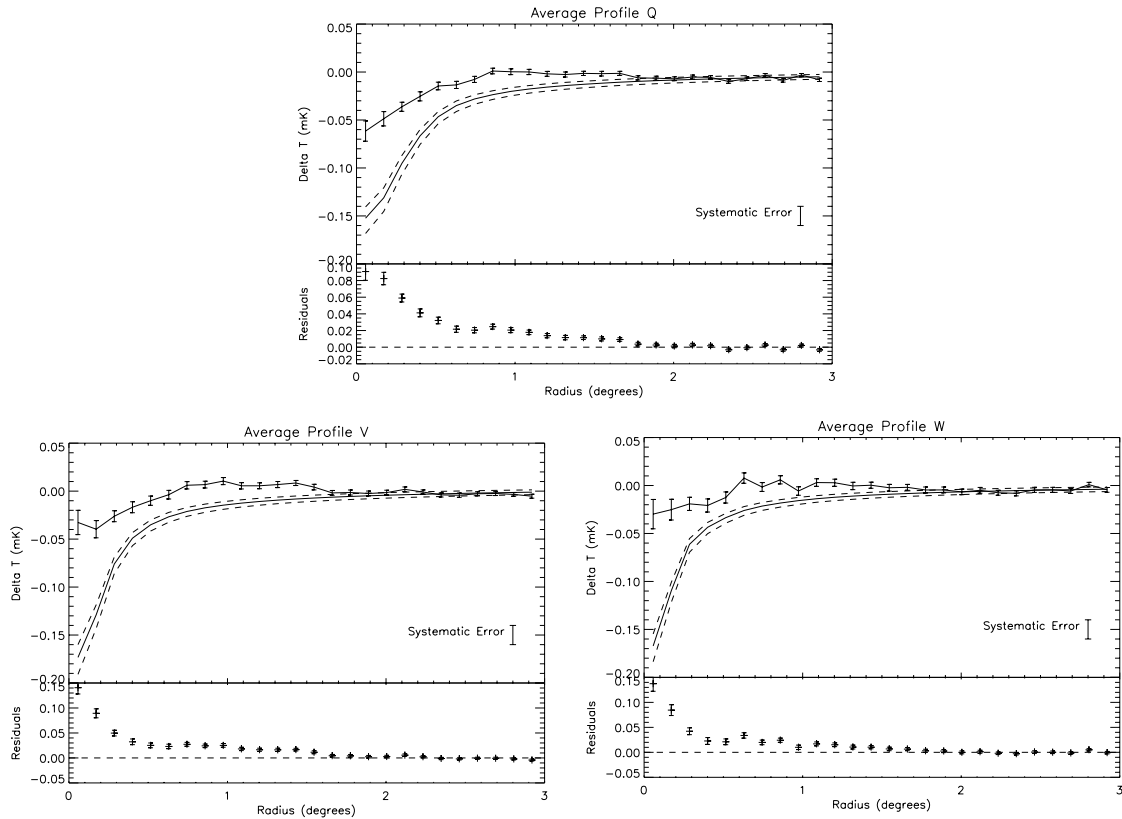 Average Profile Q
0.05
0.00
−0.05
−0.10
−0.15
−0.20
Delta T (mK)
Systematic Error
0.10
0.08
0.06
0.04
0.02
0.00
−0.02
Residuals
0 1 2 3
Radius (degrees)
Average Profile V
0.05
0.00
−0.05
−0.10
−0.15
−0.20
Delta T (mK)
Systematic Error
0.15
0.10
0.05
0.00
−0.05
Residuals
0 1 2 3
Radius (degrees)
Average Profile W
0.05
0.00
−0.05
−0.10
−0.15
−0.20
Delta T (mK)
Systematic Error
0.15
0.10
0.05
0.00
−0.05
Residuals
0 1 2 3
Radius (degrees)